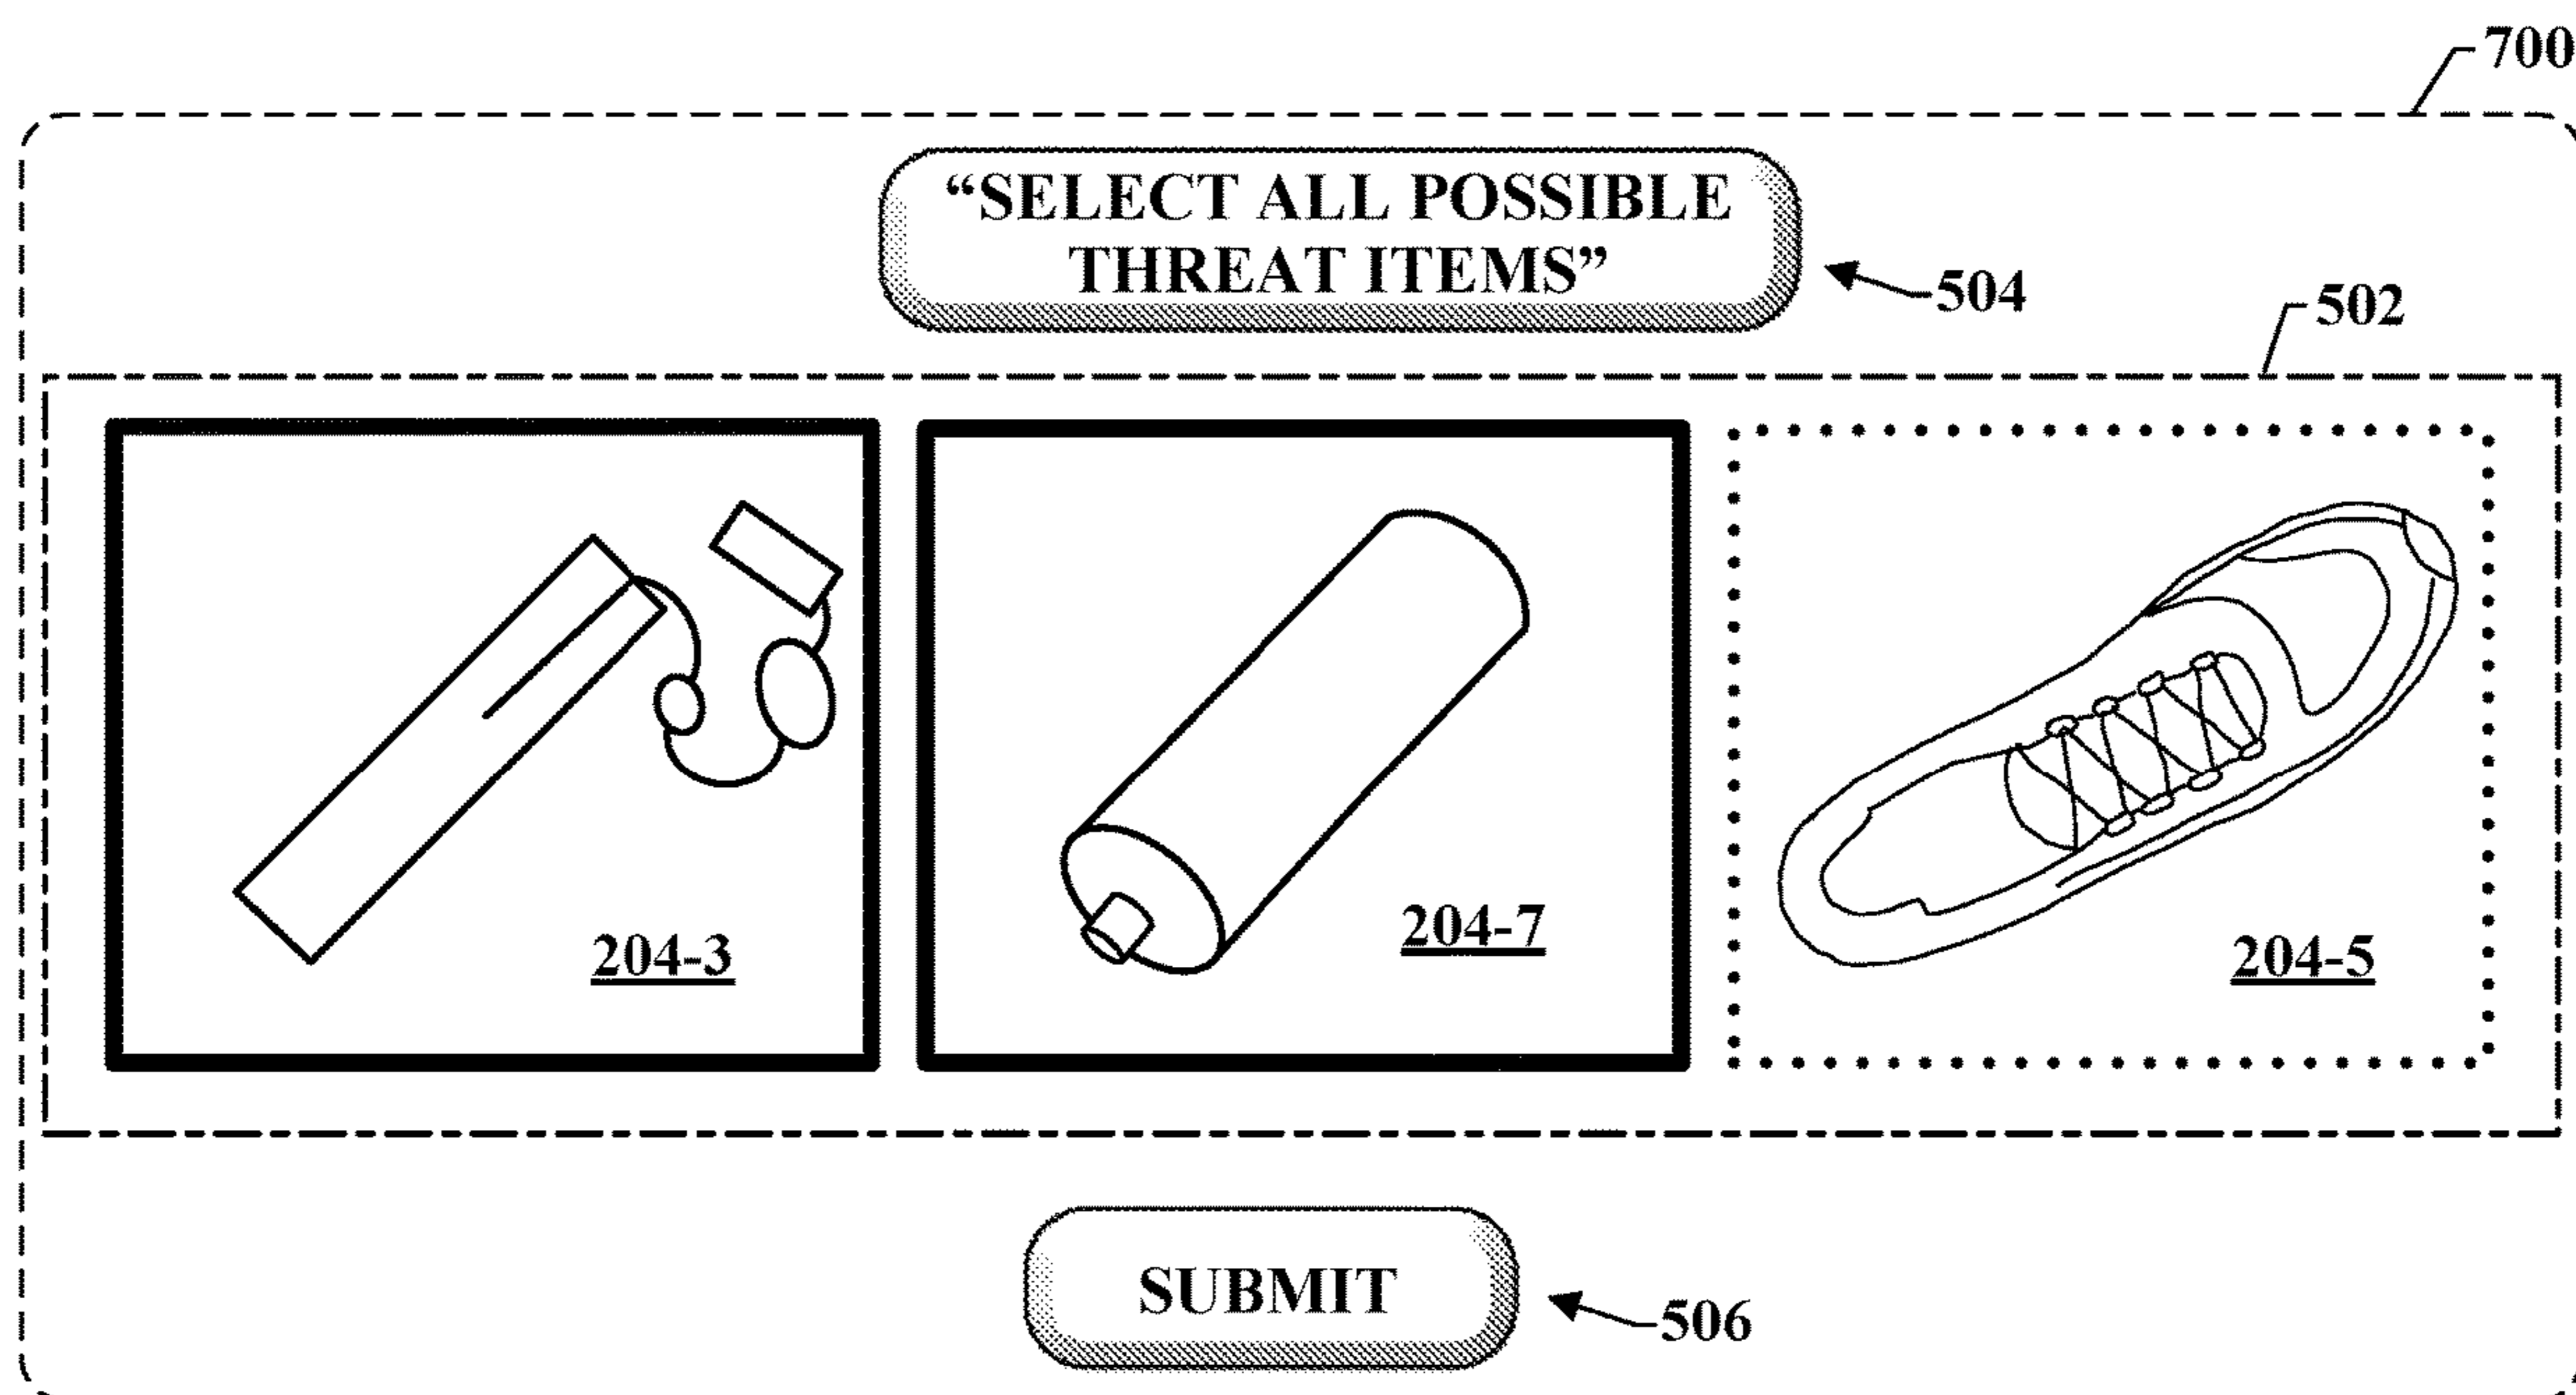 700
“SELECT ALL POSSIBLE
THREAT ITEMS”
504
502
204-3
204-7
204-5
SUBMIT
506